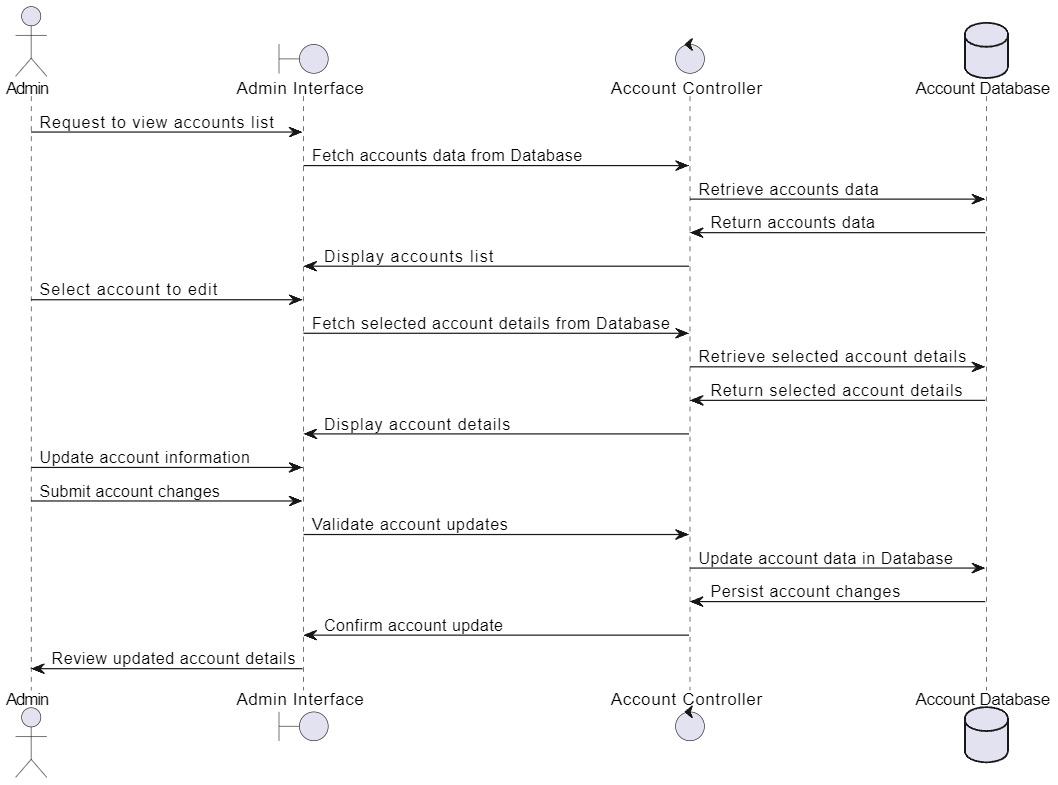 Admin
Admin Interface
Account Controller
Account Database
Request to view accounts list
Fetch accounts data from Database
Retrieve accounts data
Return accounts data
Display accounts list
Select account to edit
Fetch selected account details from Database
Retrieve selected account details
Return selected account details
Display account details
Update account information
Submit account changes
Validate account updates
Update account data in Database
Persist account changes
Confirm account update
Review updated account details
Admin
Admin Interface
Account Controller
Account Database